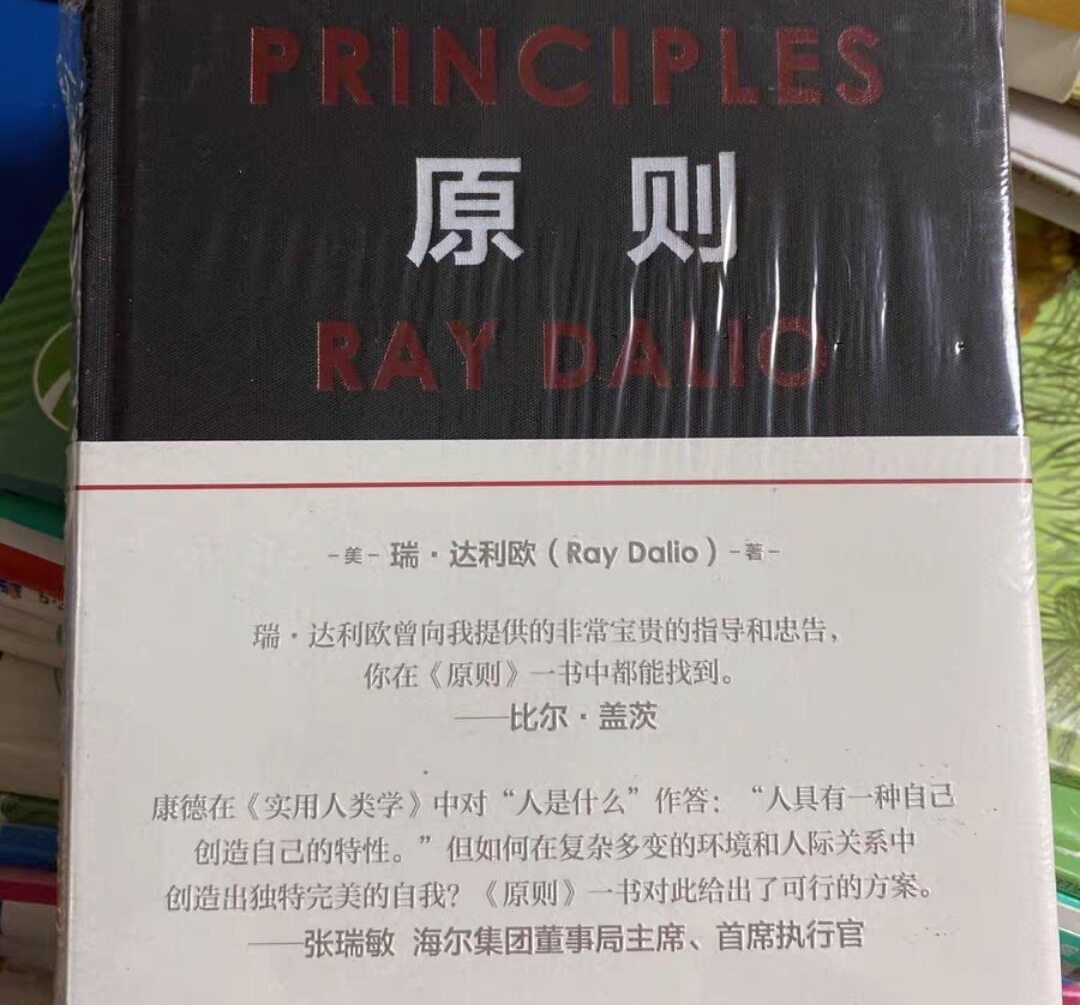 PRINCIPLES
原则
RAY DALIO
-美- 瑞·达利欧（Ray Dalio）-著-
瑞·达利欧曾向我提供的非常宝贵的指导和忠告，
你在《原则》一书中都能找到。
——比尔·盖茨
康德在《实用人类学》中对“人是什么”作答：“人具有一种自己
创造自己的特性。”但如何在复杂多变的环境和人际关系中
创造出独特完美的自我？《原则》一书对此给出了可行的方案。
——张瑞敏 海尔集团董事局主席、首席执行官